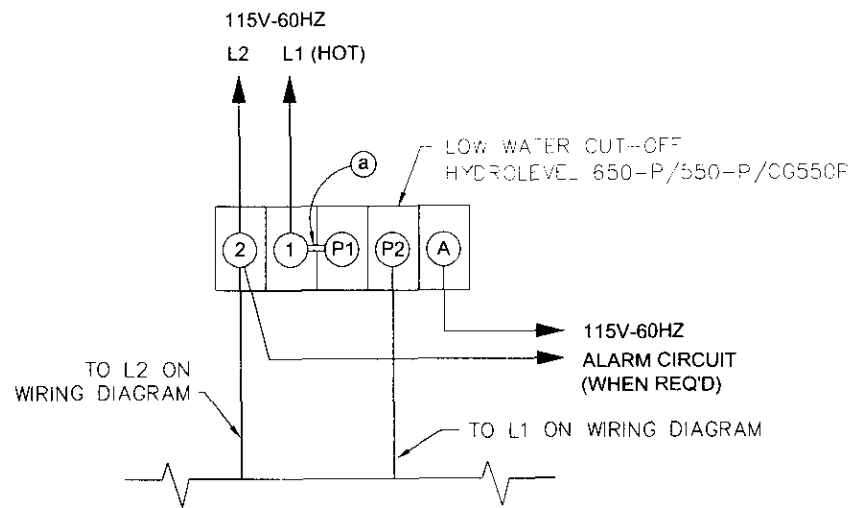 115V-60HZ
L2 L1 (HOT)
a
LOW WATER CUT-OFF
HYDROLEVEL 650-P/550-P/CG550P
2 1 P1 P2 A
115V-60HZ
ALARM CIRCUIT
(WHEN REQ'D)
TO L2 ON
WIRING DIAGRAM
TO L1 ON WIRING DIAGRAM